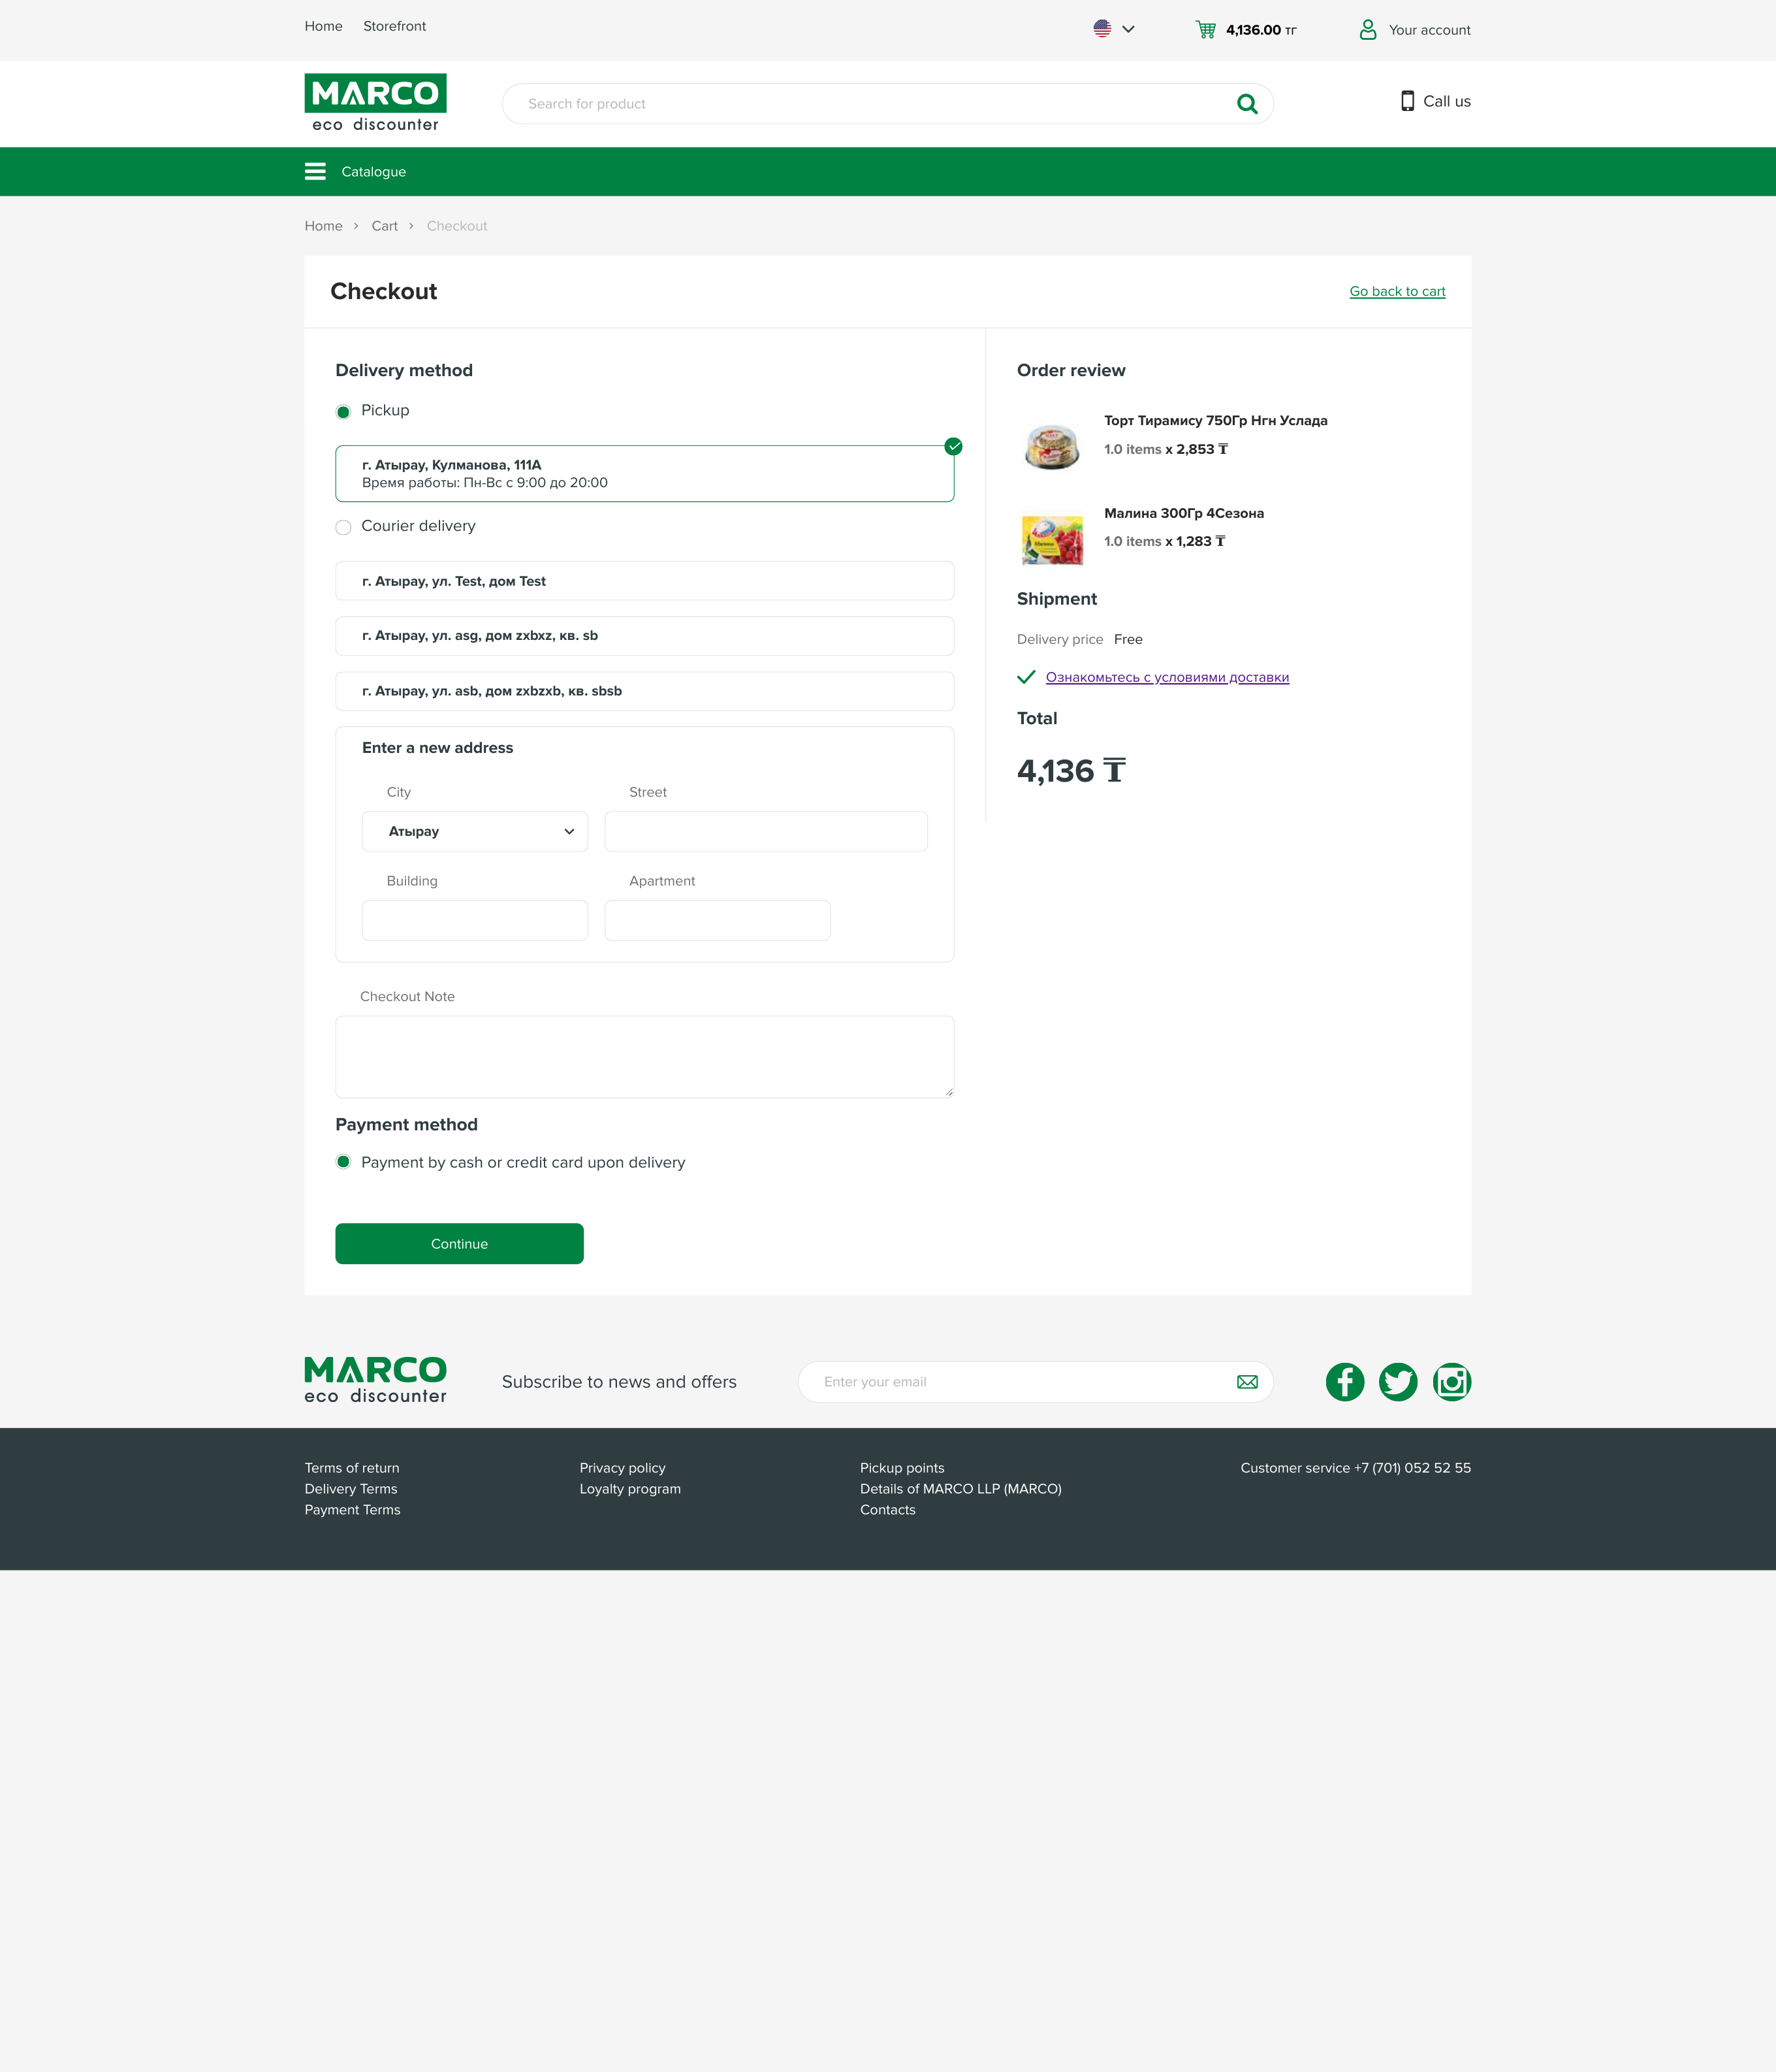 Home Storefront
4,136.00 тг
Your account
MARCO
eco discounter
Search for product
Call us
Catalogue
Home > Cart > Checkout
Checkout
Go back to cart
Delivery method
Pickup
г. Атырау, Кулманова, 111А
Время работы: Пн-Вс с 9:00 до 20:00
Courier delivery
г. Атырау, ул. Test, дом Test
г. Атырау, ул. asg, дом zxbxz, кв. sb
г. Атырау, ул. asb, дом zxbzxb, кв. sbsb
Enter a new address
City Street
Атырау
Building Apartment
Checkout Note
Payment method
Payment by cash or credit card upon delivery
Continue
Order review
Торт Тирамису 750Гр Нгн Услада
1.0 items x 2,853 ₸
Малина 300Гр 4Сезона
1.0 items x 1,283 ₸
Shipment
Delivery price Free
Ознакомьтесь с условиями доставки
Total
4,136 ₸
MARCO
eco discounter
Subscribe to news and offers
Enter your email
Terms of return
Delivery Terms
Payment Terms
Privacy policy
Loyalty program
Pickup points
Details of MARCO LLP (MARCO)
Contacts
Customer service +7 (701) 052 52 55